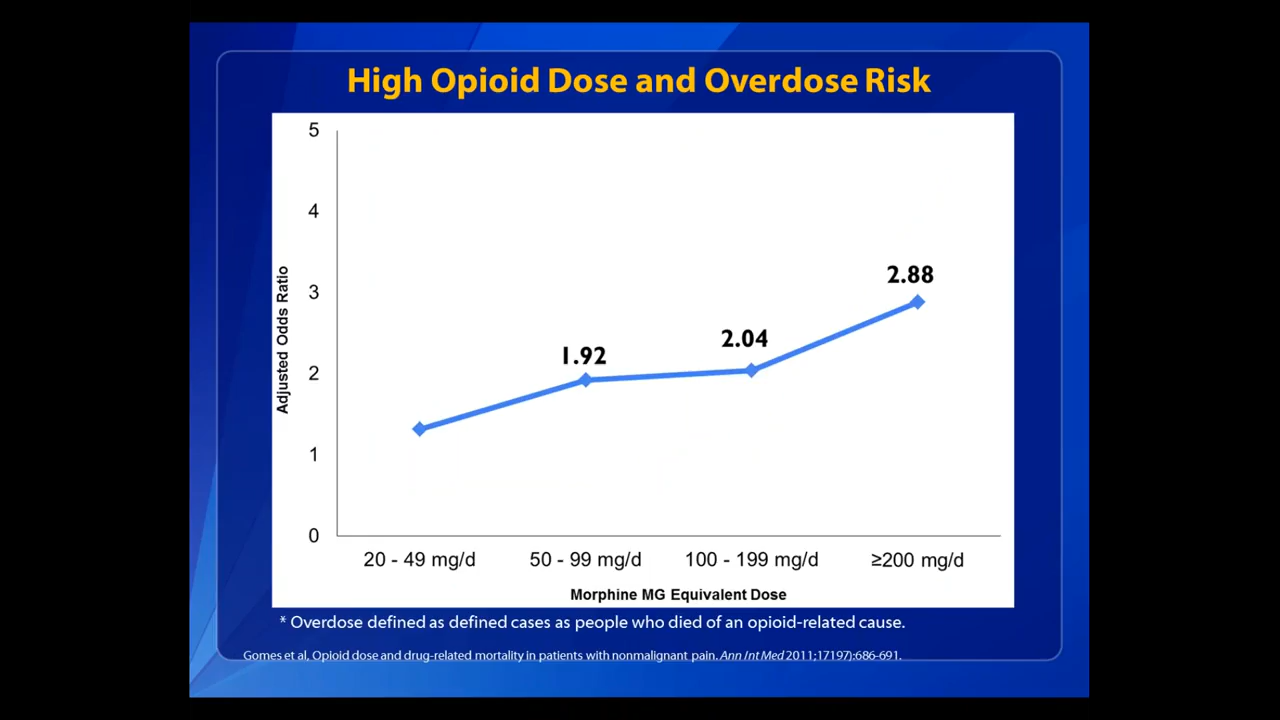 High Opioid Dose and Overdose Risk
5
4
3
2
1
0
Adjusted Odds Ratio
1.92
2.04
2.88
20 - 49 mg/d
50 - 99 mg/d
100 - 199 mg/d
≥200 mg/d
Morphine MG Equivalent Dose
* Overdose defined as defined cases as people who died of an opioid-related cause.
Gomes et al, Opioid dose and drug-related mortality in patients with nonmalignant pain. Ann Int Med 2011;17197):686-691.